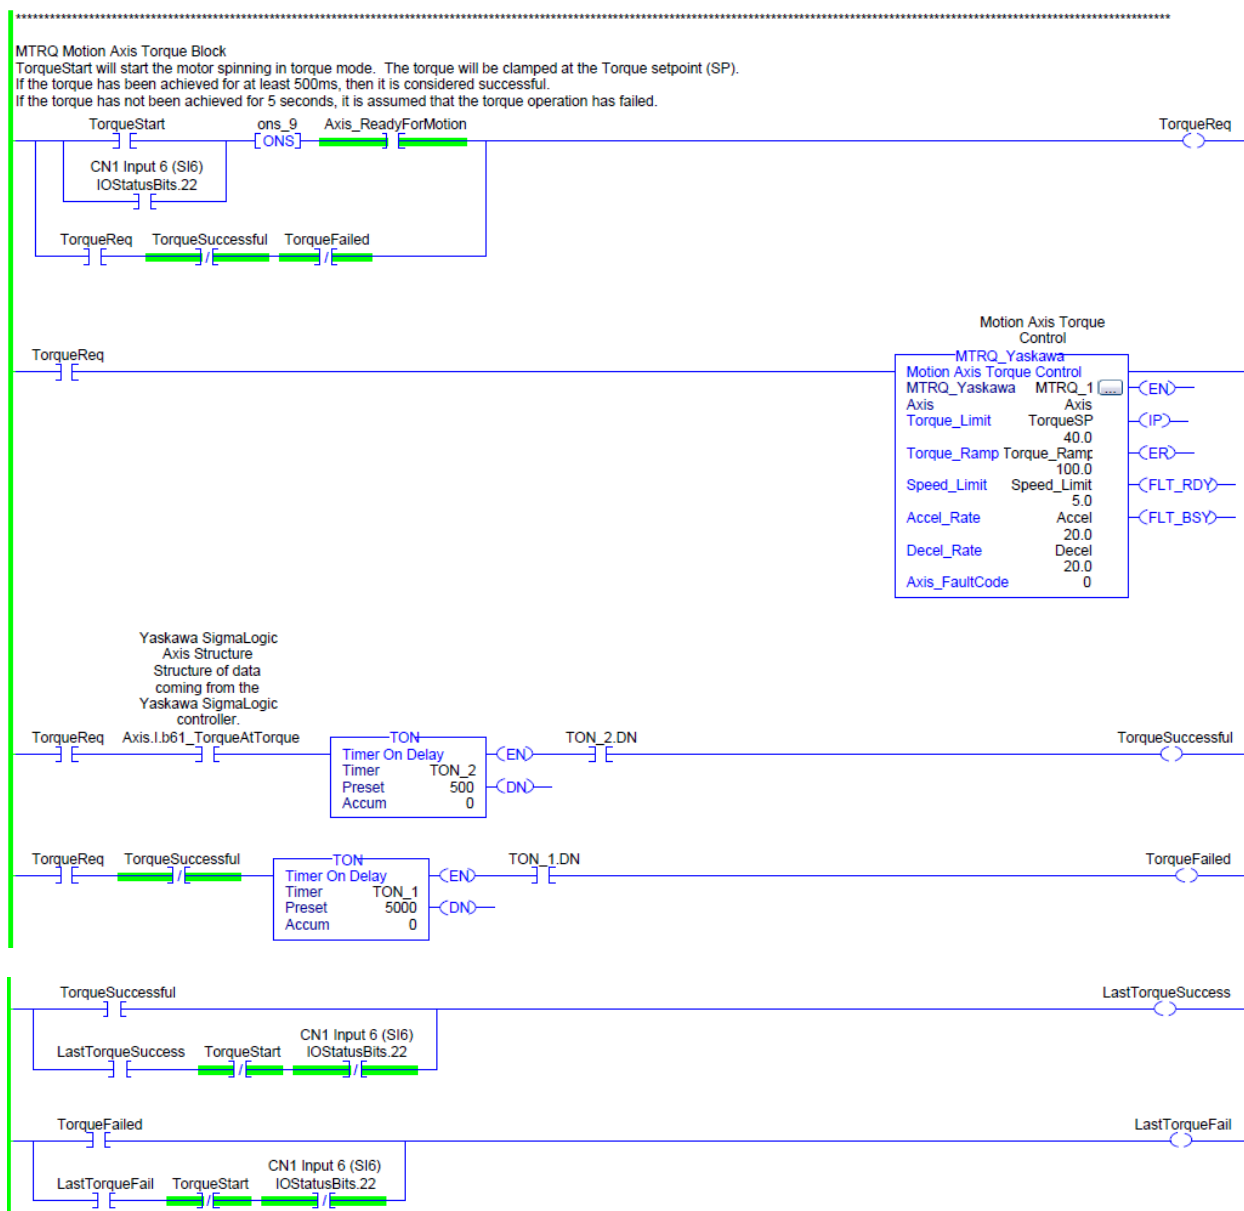 ********************************************************************************************************************************************************************************************************************
MTRQ Motion Axis Torque Block
TorqueStart will start the motor spinning in torque mode.  The torque will be clamped at the Torque setpoint (SP).
If the torque has been achieved for at least 500ms, then it is considered successful.
If the torque has not been achieved for 5 seconds, it is assumed that the torque operation has failed.
TorqueStart ons_9 Axis_ReadyForMotion TorqueReq
ONS
CN1 Input 6 (SI6)
IOStatusBits.22
TorqueReq TorqueSuccessful TorqueFailed
/ /
Motion Axis Torque
Control
TorqueReq
MTRQ_Yaskawa
Motion Axis Torque Control
MTRQ_Yaskawa MTRQ_1 ... EN
Axis Axis
Torque_Limit TorqueSP IP
40.0
Torque_Ramp Torque_Ramp ER
100.0
Speed_Limit Speed_Limit FLT_RDY
5.0
Accel_Rate Accel FLT_BSY
20.0
Decel_Rate Decel
20.0
Axis_FaultCode 0
Yaskawa SigmaLogic
Axis Structure
Structure of data
coming from the
Yaskawa SigmaLogic
controller.
TorqueReq Axis.I.b61_TorqueAtTorque TON TON_2.DN TorqueSuccessful
Timer On Delay EN
Timer TON_2
Preset 500 DN
Accum 0
TorqueReq TorqueSuccessful TON TON_1.DN TorqueFailed
/ Timer On Delay EN
Timer TON_1
Preset 5000 DN
Accum 0
TorqueSuccessful LastTorqueSuccess
CN1 Input 6 (SI6)
LastTorqueSuccess TorqueStart IOStatusBits.22
/ /
TorqueFailed LastTorqueFail
CN1 Input 6 (SI6)
LastTorqueFail TorqueStart IOStatusBits.22
/ /